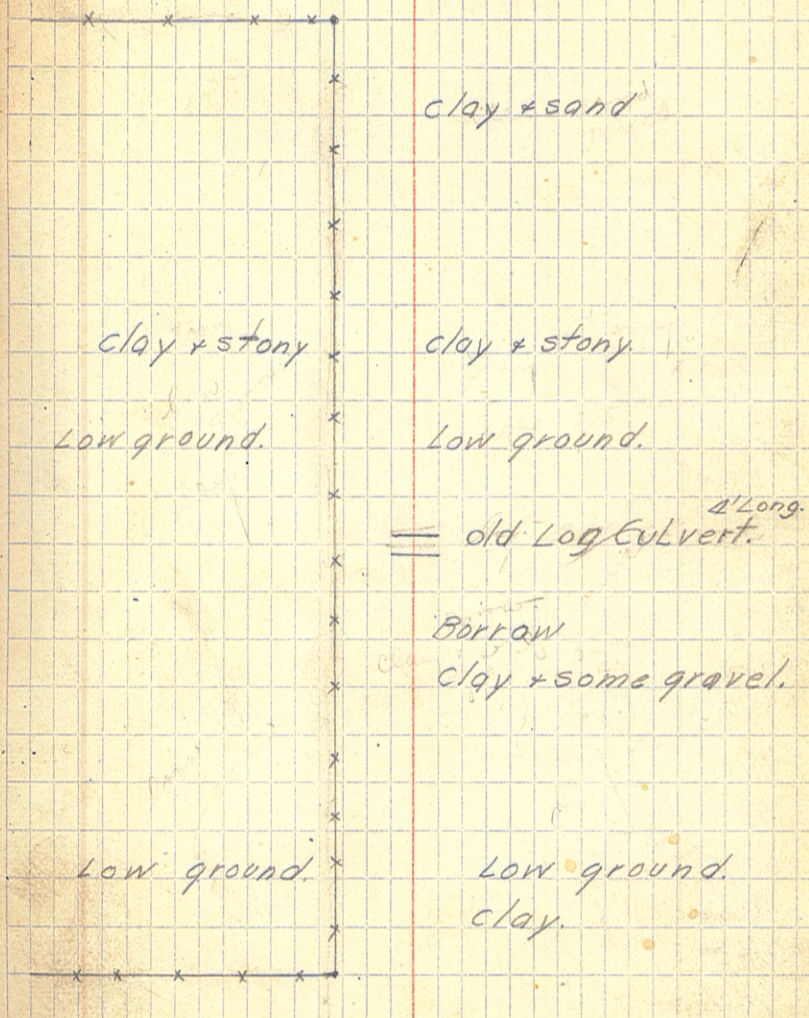 clay & sand
clay & stony
clay & stony.
Low ground.
Low ground.
4' Long.
old Log Culvert.
Borrow
Clay & some gravel.
Low ground.
Low ground.
Clay.